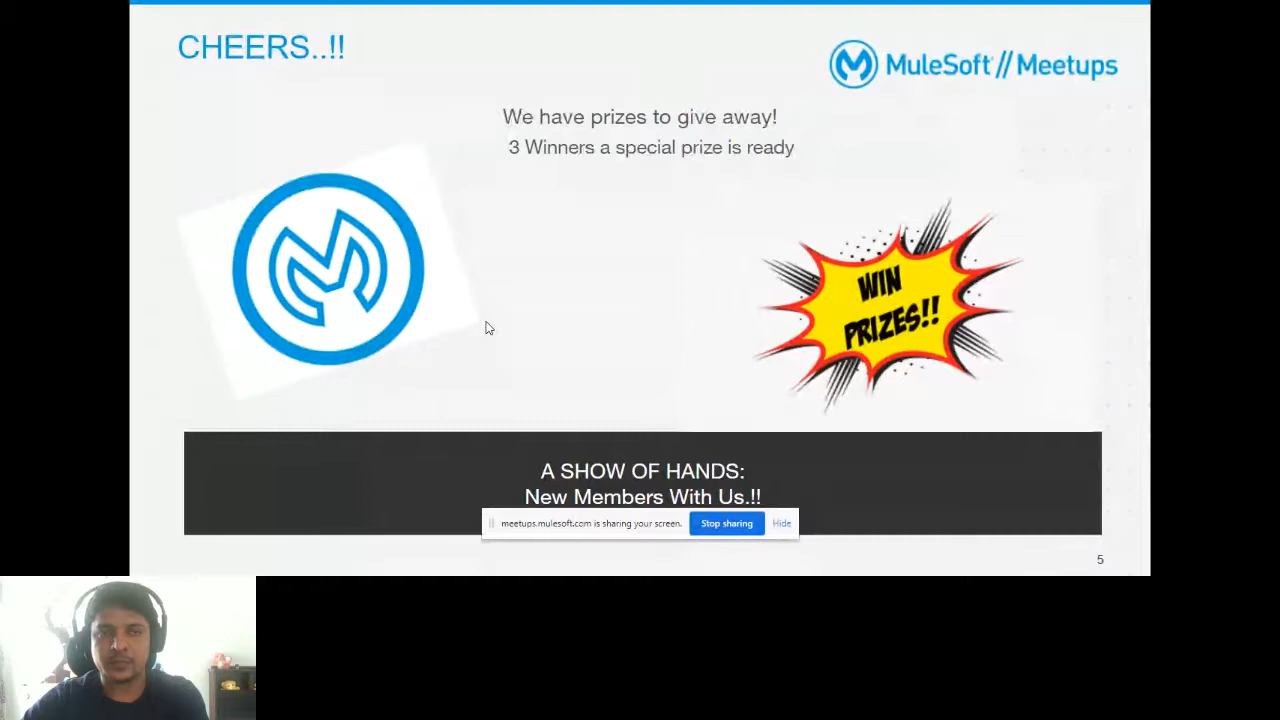 CHEERS..!!
MuleSoft // Meetups
We have prizes to give away!
3 Winners a special prize is ready
WIN
PRIZES!!
A SHOW OF HANDS:
New Members With Us.!!
meetups.mulesoft.com is sharing your screen.
Stop sharing
Hide
5